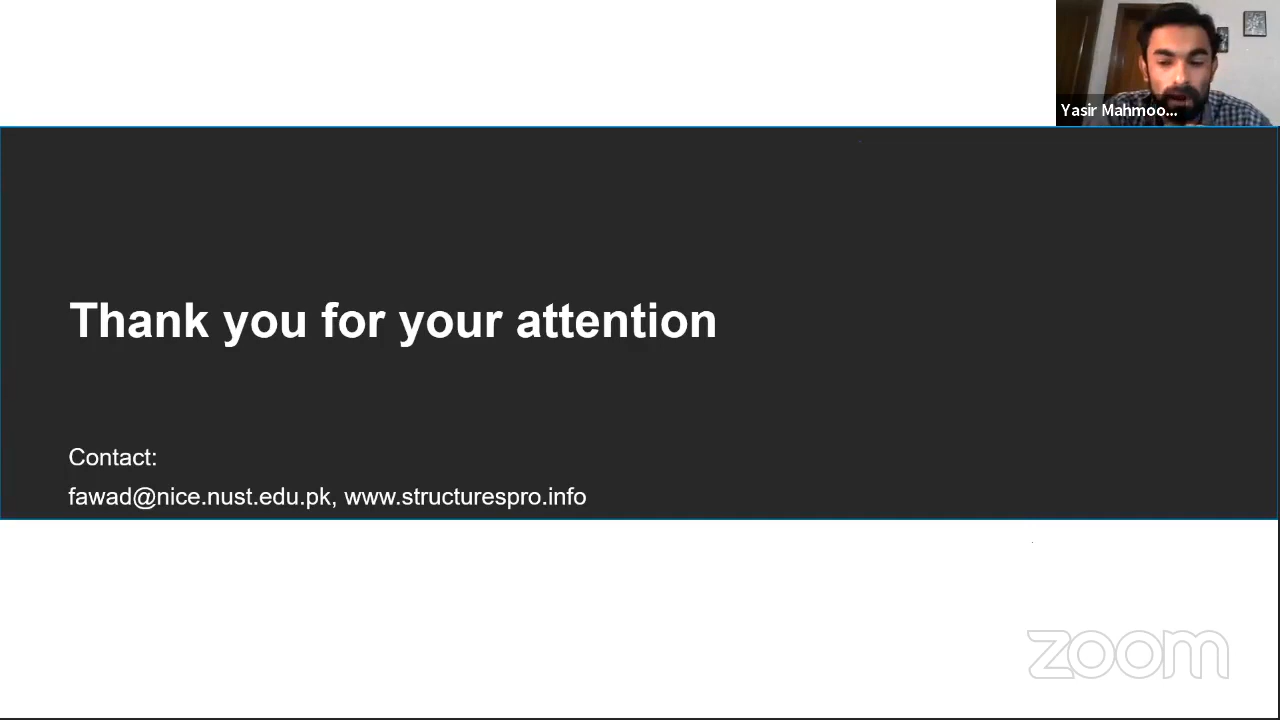 Yasir Mahmoo...
Thank you for your attention
Contact:
fawad@nice.nust.edu.pk, www.structurespro.info
zoom